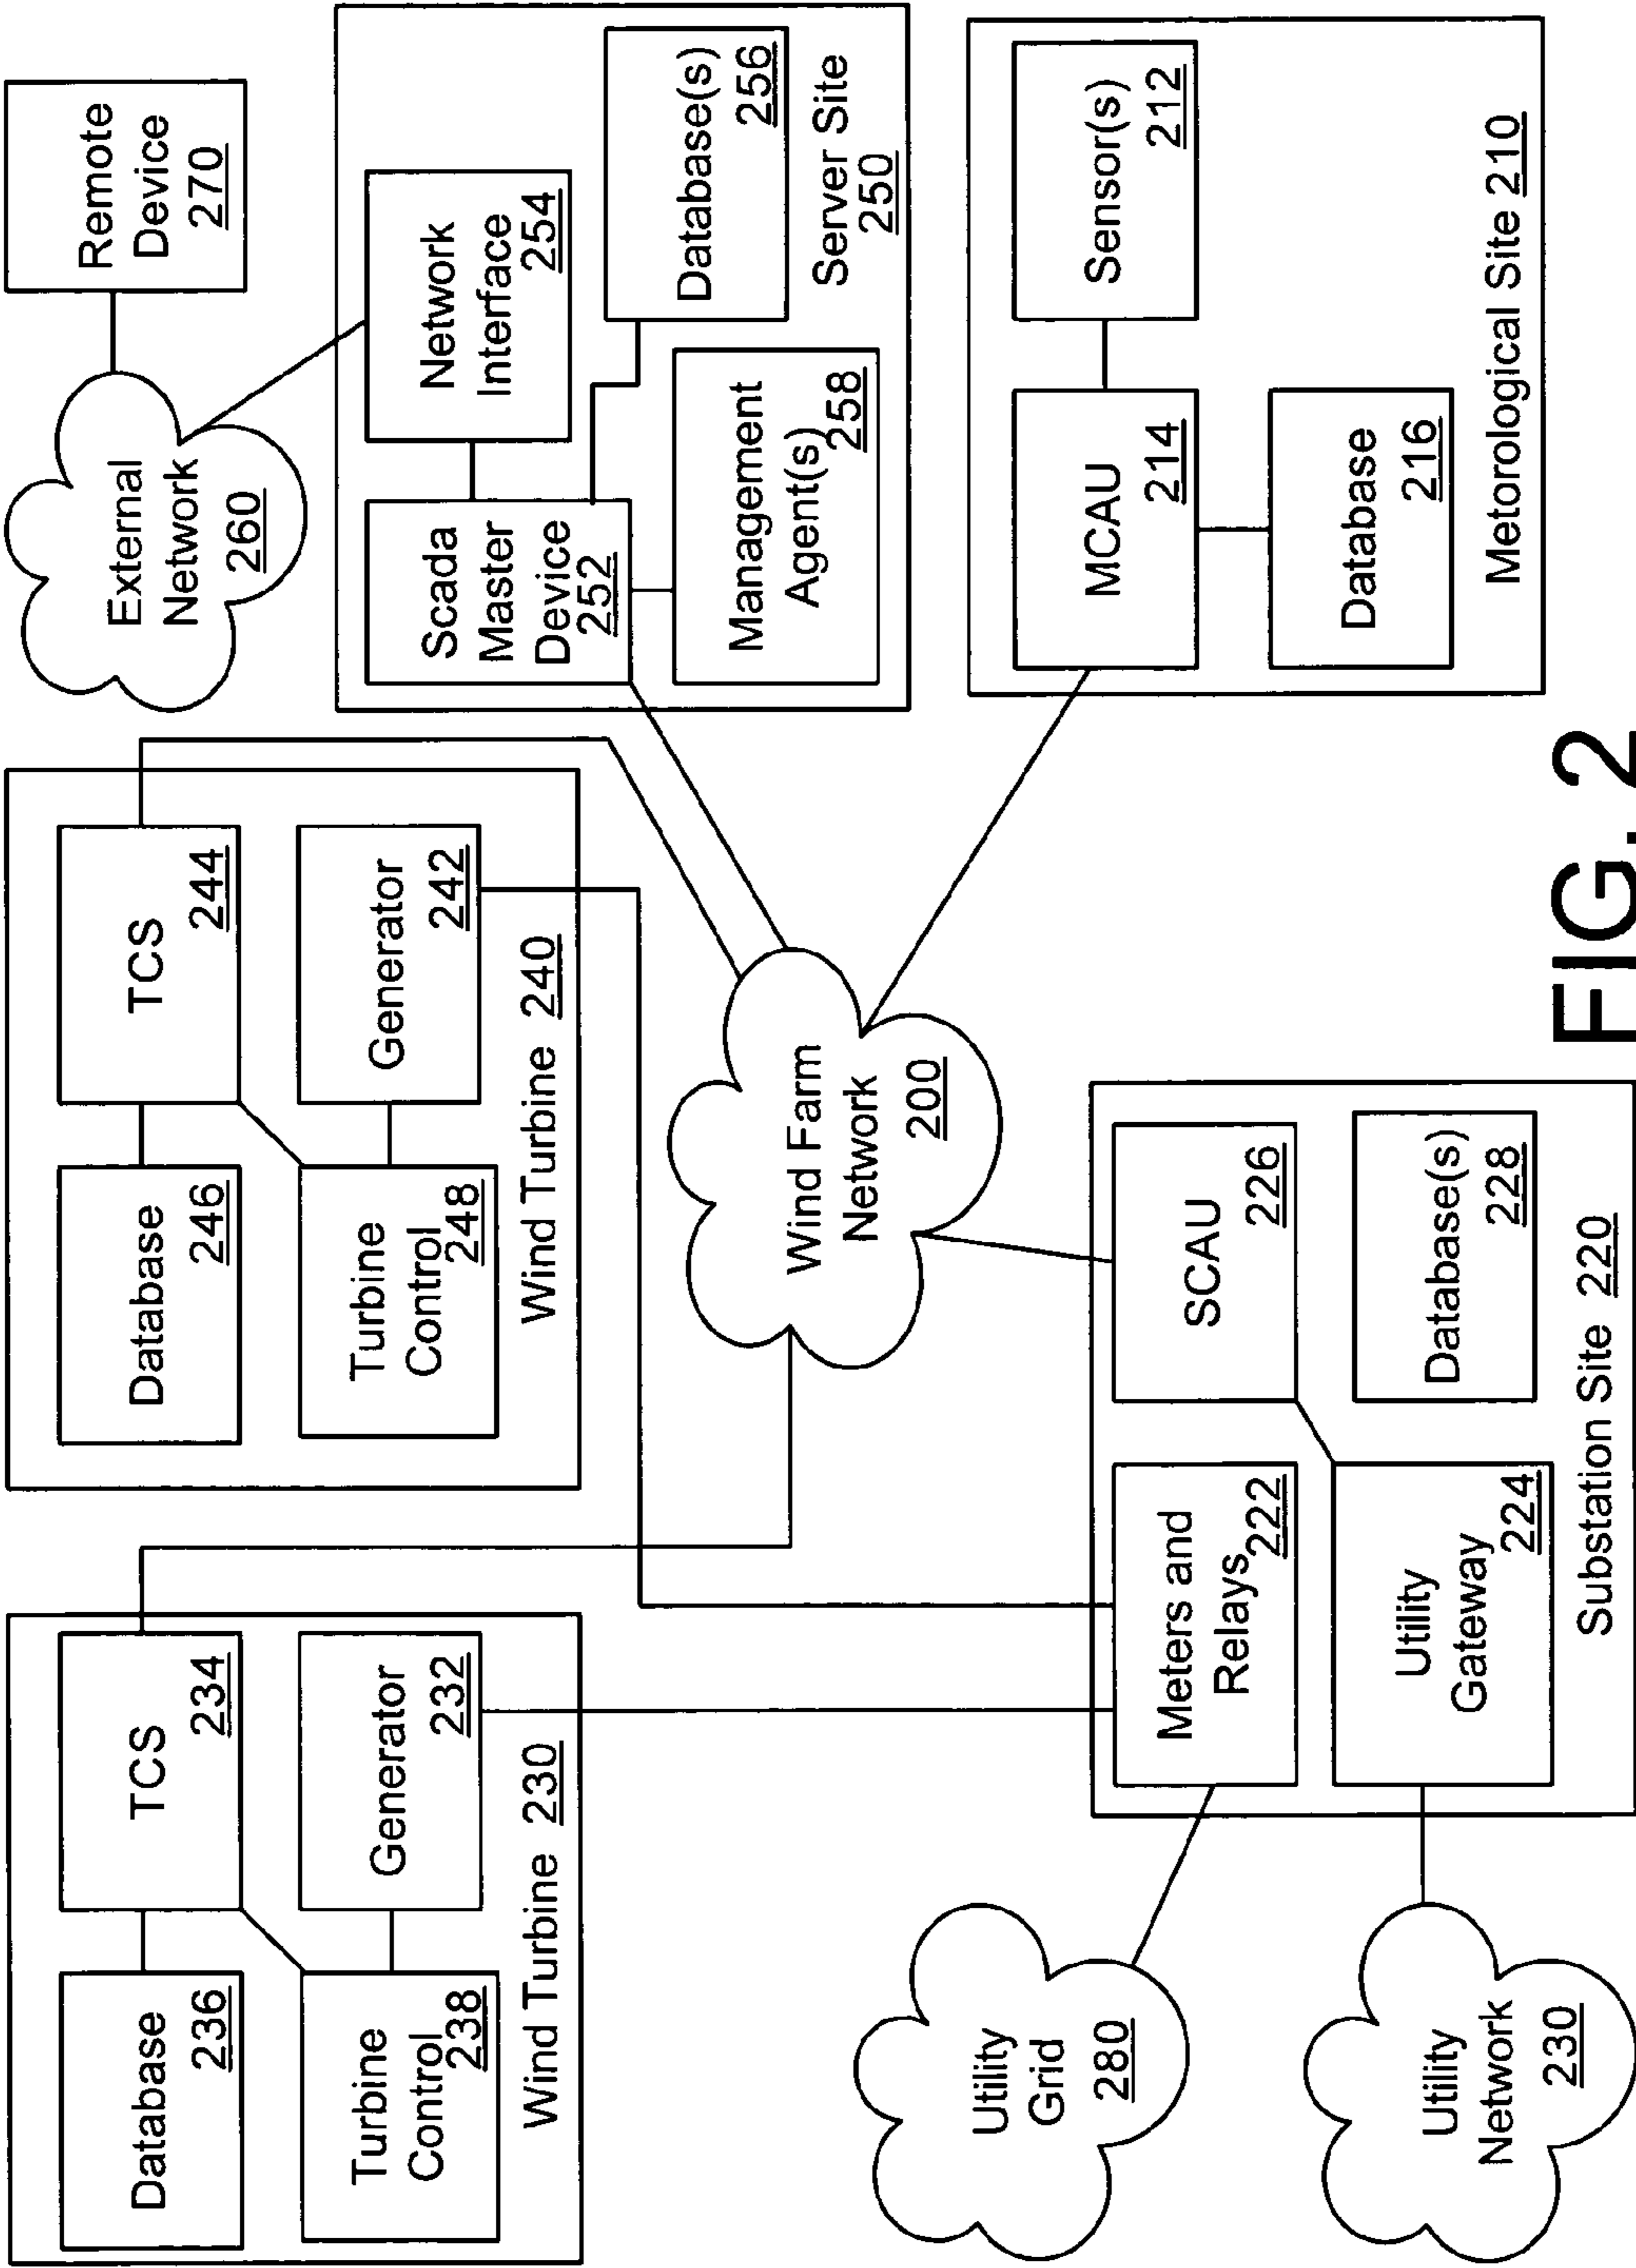 Database
236
TCS
234
Turbine
Control
238
Generator
232
Wind Turbine 230
Database
246
TCS
244
Turbine
Control
248
Generator
242
Wind Turbine 240
External
Network
260
Remote
Device
270
Scada
Master
Device
252
Network
Interface
254
Database(s)
256
Management
Agent(s)
258
Server Site
250
Wind Farm
Network
200
Utility
Grid
280
Utility
Network
230
Meters and
Relays
222
SCAU
226
Utility
Gateway
224
Database(s)
228
Substation Site 220
MCAU
214
Sensor(s)
212
Database
216
Metorological Site 210
FIG. 2